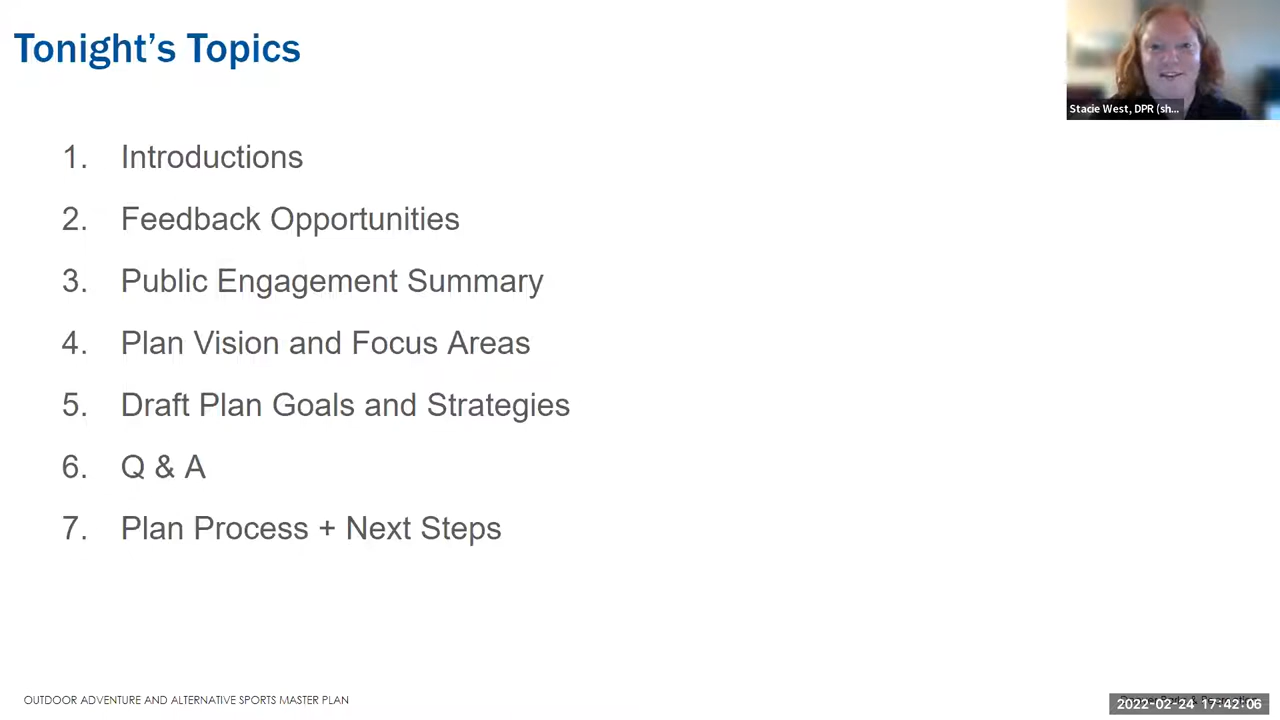 Tonight's Topics
Stacie West, DPR (sh...
1. Introductions
2. Feedback Opportunities
3. Public Engagement Summary
4. Plan Vision and Focus Areas
5. Draft Plan Goals and Strategies
6. Q & A
7. Plan Process + Next Steps
OUTDOOR ADVENTURE AND ALTERNATIVE SPORTS MASTER PLAN
2022-02-24 17:42:06